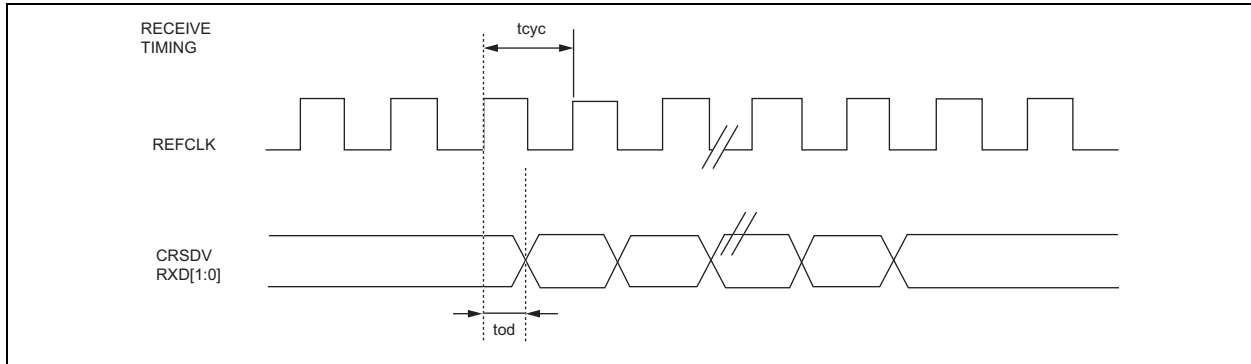 RECEIVE
TIMING
tcyc
REFCLK
CRSDV
RXD[1:0]
tod